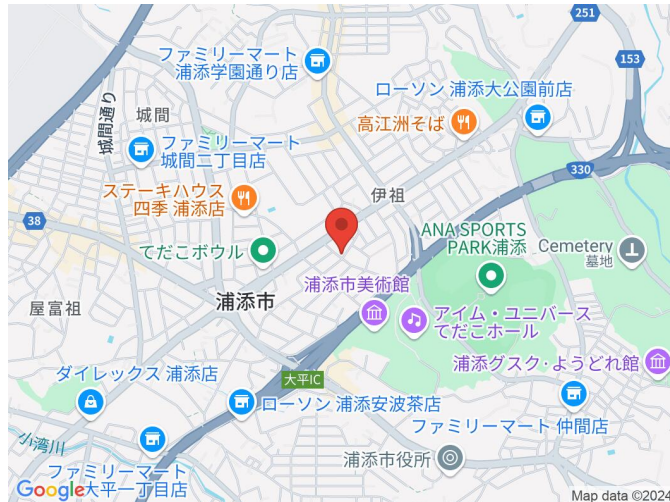 251
153
ファミリーマート
浦添学園通り店
ローソン 浦添大公園前店
城間通り
城間
高江洲そば
ファミリーマート
城間二丁目店
330
ステーキハウス
四季 浦添店
伊祖
38
ANA SPORTS
PARK浦添
Cemetery
墓地
てだこボウル
浦添市美術館
浦添市
屋富祖
アイム・ユニバース
てだこホール
浦添グスク・ようどれ館
ダイレックス 浦添店
大平IC
ローソン 浦添安波茶店
ファミリーマート 仲間店
小湾川
浦添市役所
ファミリーマート
大平一丁目店
Google
Map data ©2024